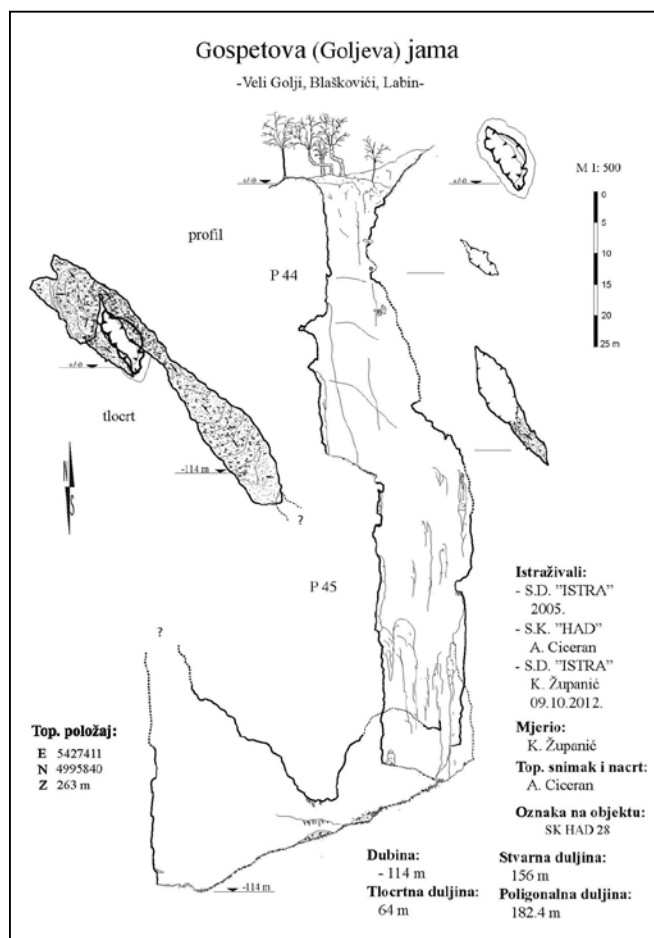 Gospetova (Goljeva) jama
-Veli Golji, Blaškovići, Labin-
M 1: 500
+/-0
+/-0
0
5
10
15
20
25 m
profil
P 44
+/-0
tlocrt
-114 m
N
S
?
P 45
?
Istraživali:
- S.D. "ISTRA"
2005.
- S.K. "HAD"
A. Ciceran
- S.D. "ISTRA"
K. Županić
09.10.2012.
Mjerio:
K. Županić
Top. snimak i nacrt:
A. Ciceran
Oznaka na objektu:
SK HAD 28
Top. položaj:
E 5427411
N 4995840
Z 263 m
Dubina:
- 114 m
Tlocrtna duljina:
64 m
Stvarna duljina:
156 m
Poligonalna duljina:
182.4 m
-114 m